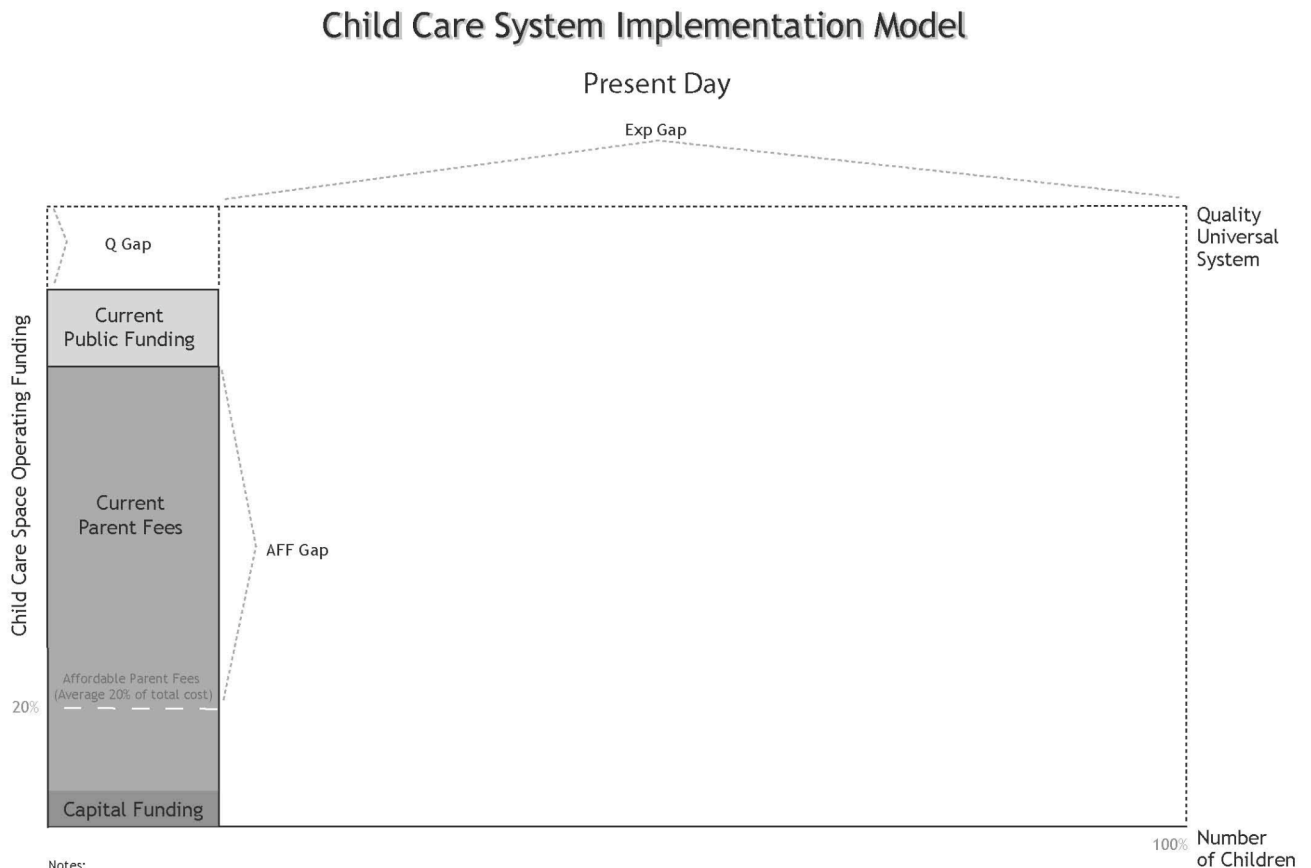 Child Care System Implementation Model
Present Day
Exp Gap
Quality
Universal
System
Q Gap
Current
Public Funding
Child Care Space Operating Funding
Current
Parent Fees
AFF Gap
Affordable Parent Fees
(Average 20% of total cost)
20%
Capital Funding
100%
Number
of Children
Notes: